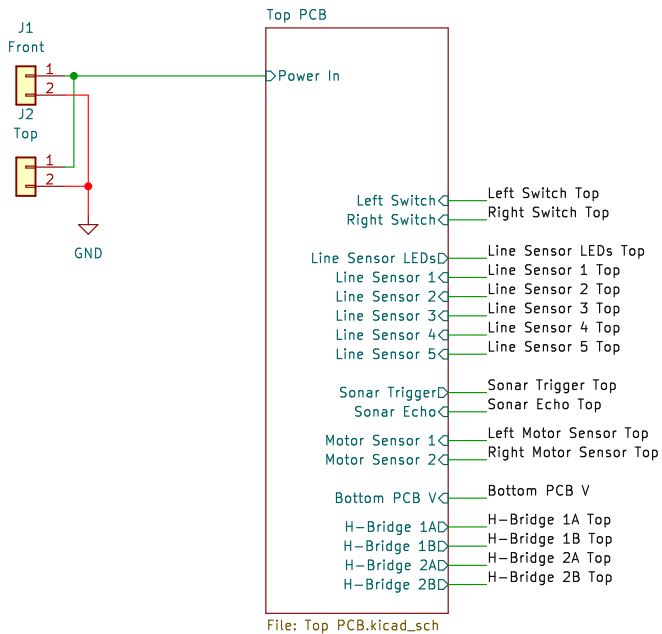 Top PCB
J1
Front
1
2
J2
Top
1
2
GND
Power In
Left Switch Left Switch Top
Right Switch Right Switch Top
Line Sensor LEDs Line Sensor LEDs Top
Line Sensor 1 Line Sensor 1 Top
Line Sensor 2 Line Sensor 2 Top
Line Sensor 3 Line Sensor 3 Top
Line Sensor 4 Line Sensor 4 Top
Line Sensor 5 Line Sensor 5 Top
Sonar Trigger Sonar Trigger Top
Sonar Echo Sonar Echo Top
Motor Sensor 1 Left Motor Sensor Top
Motor Sensor 2 Right Motor Sensor Top
Bottom PCB V Bottom PCB V
H-Bridge 1A H-Bridge 1A Top
H-Bridge 1B H-Bridge 1B Top
H-Bridge 2A H-Bridge 2A Top
H-Bridge 2B H-Bridge 2B Top
File: Top PCB.kicad_sch